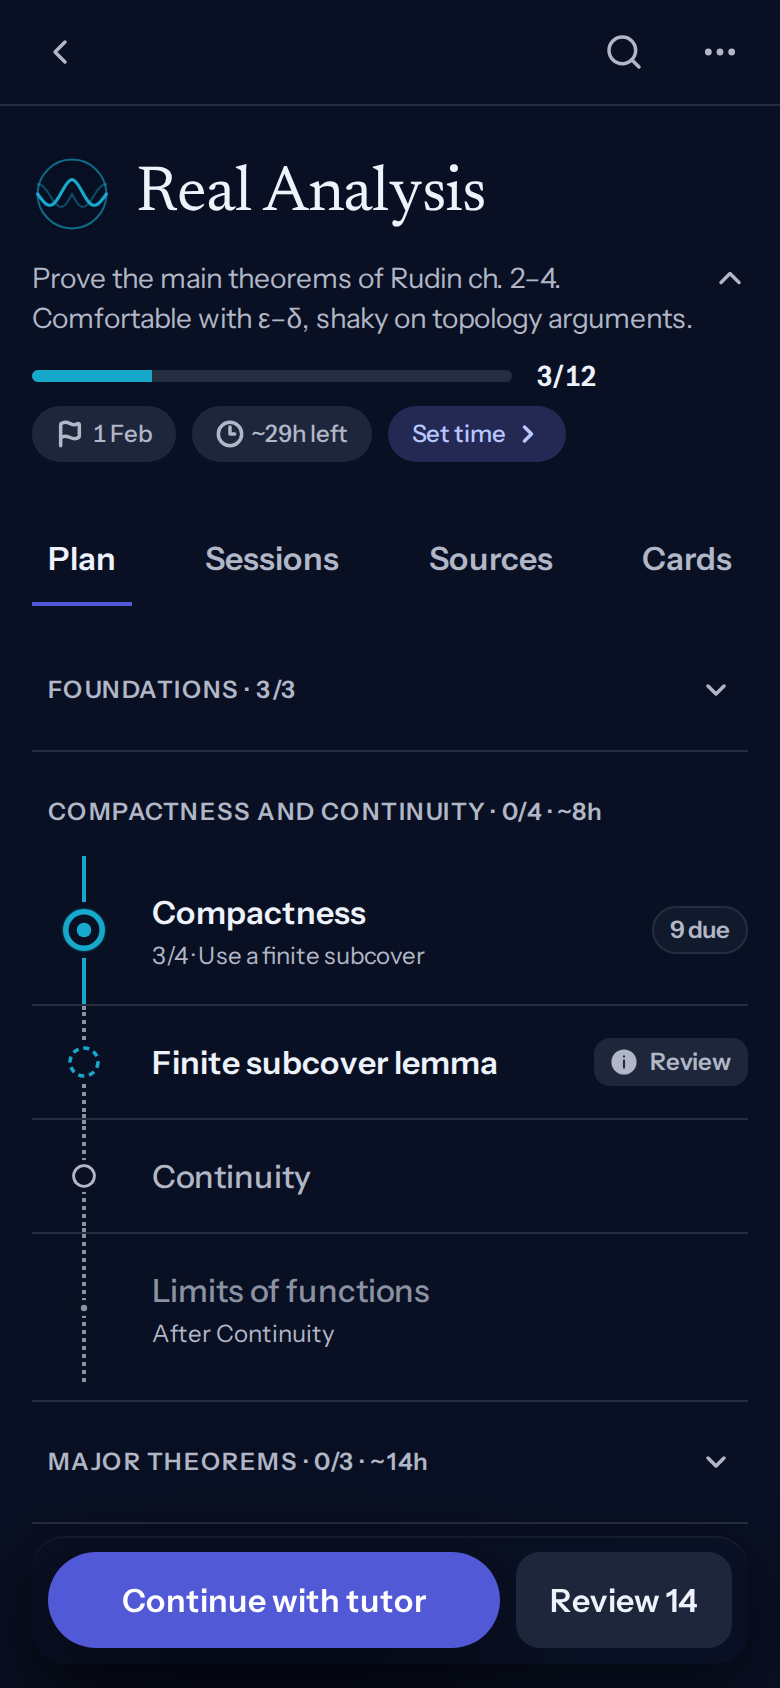 Real Analysis
Prove the main theorems of Rudin ch. 2–4.
Comfortable with ε–δ, shaky on topology arguments.
3/12
1 Feb
~29h left
Set time
Plan
Sessions
Sources
Cards
FOUNDATIONS · 3/3
COMPACTNESS AND CONTINUITY · 0/4 · ~8h
Compactness
9 due
3/4 · Use a finite subcover
Finite subcover lemma
Review
Continuity
Limits of functions
After Continuity
MAJOR THEOREMS · 0/3 · ~14h
Continue with tutor
Review 14